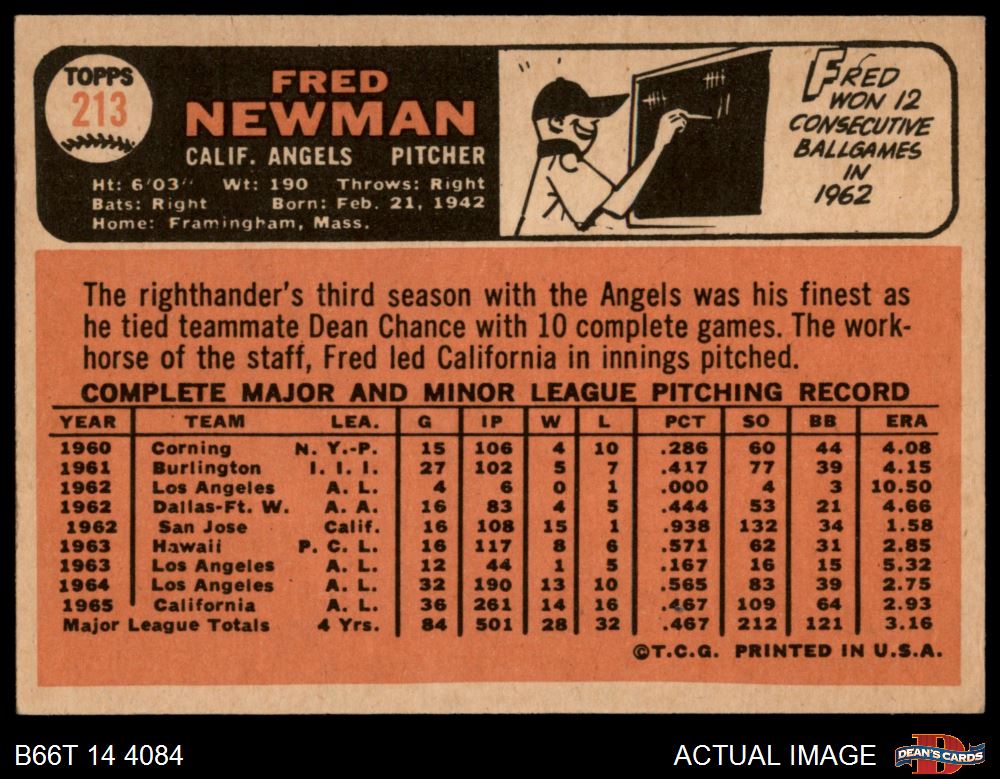 TOPPS
213
FRED
NEWMAN
CALIF. ANGELS PITCHER
Ht: 6'03" Wt: 190 Throws: Right
Bats: Right Born: Feb. 21, 1942
Home: Framingham, Mass.
FRED
WON 12
CONSECUTIVE
BALLGAMES
IN
1962
The righthander's third season with the Angels was his finest as
he tied teammate Dean Chance with 10 complete games. The work-
horse of the staff, Fred led California in innings pitched.
COMPLETE MAJOR AND MINOR LEAGUE PITCHING RECORD
YEAR TEAM LEA. G IP W L PCT SO BB ERA
1960 Corning N. Y.-P. 15 106 4 10 .286 60 44 4.08
1961 Burlington I. I. I. 27 102 5 7 .417 77 39 4.15
1962 Los Angeles A. L. 4 6 0 1 .000 4 3 10.50
1962 Dallas-Ft. W. A. A. 16 83 4 5 .444 53 21 4.66
1962 San Jose Calif. 16 108 15 1 .938 132 34 1.58
1963 Hawaii P. C. L. 16 117 8 6 .571 62 31 2.85
1963 Los Angeles A. L. 12 44 1 5 .167 16 15 5.32
1964 Los Angeles A. L. 32 190 13 10 .565 83 39 2.75
1965 California A. L. 36 261 14 16 .467 109 64 2.93
Major League Totals 4 Yrs. 84 501 28 32 .467 212 121 3.16
©T.C.G. PRINTED IN U.S.A.
B66T 14 4084
ACTUAL IMAGE
DEAN'S CARDS